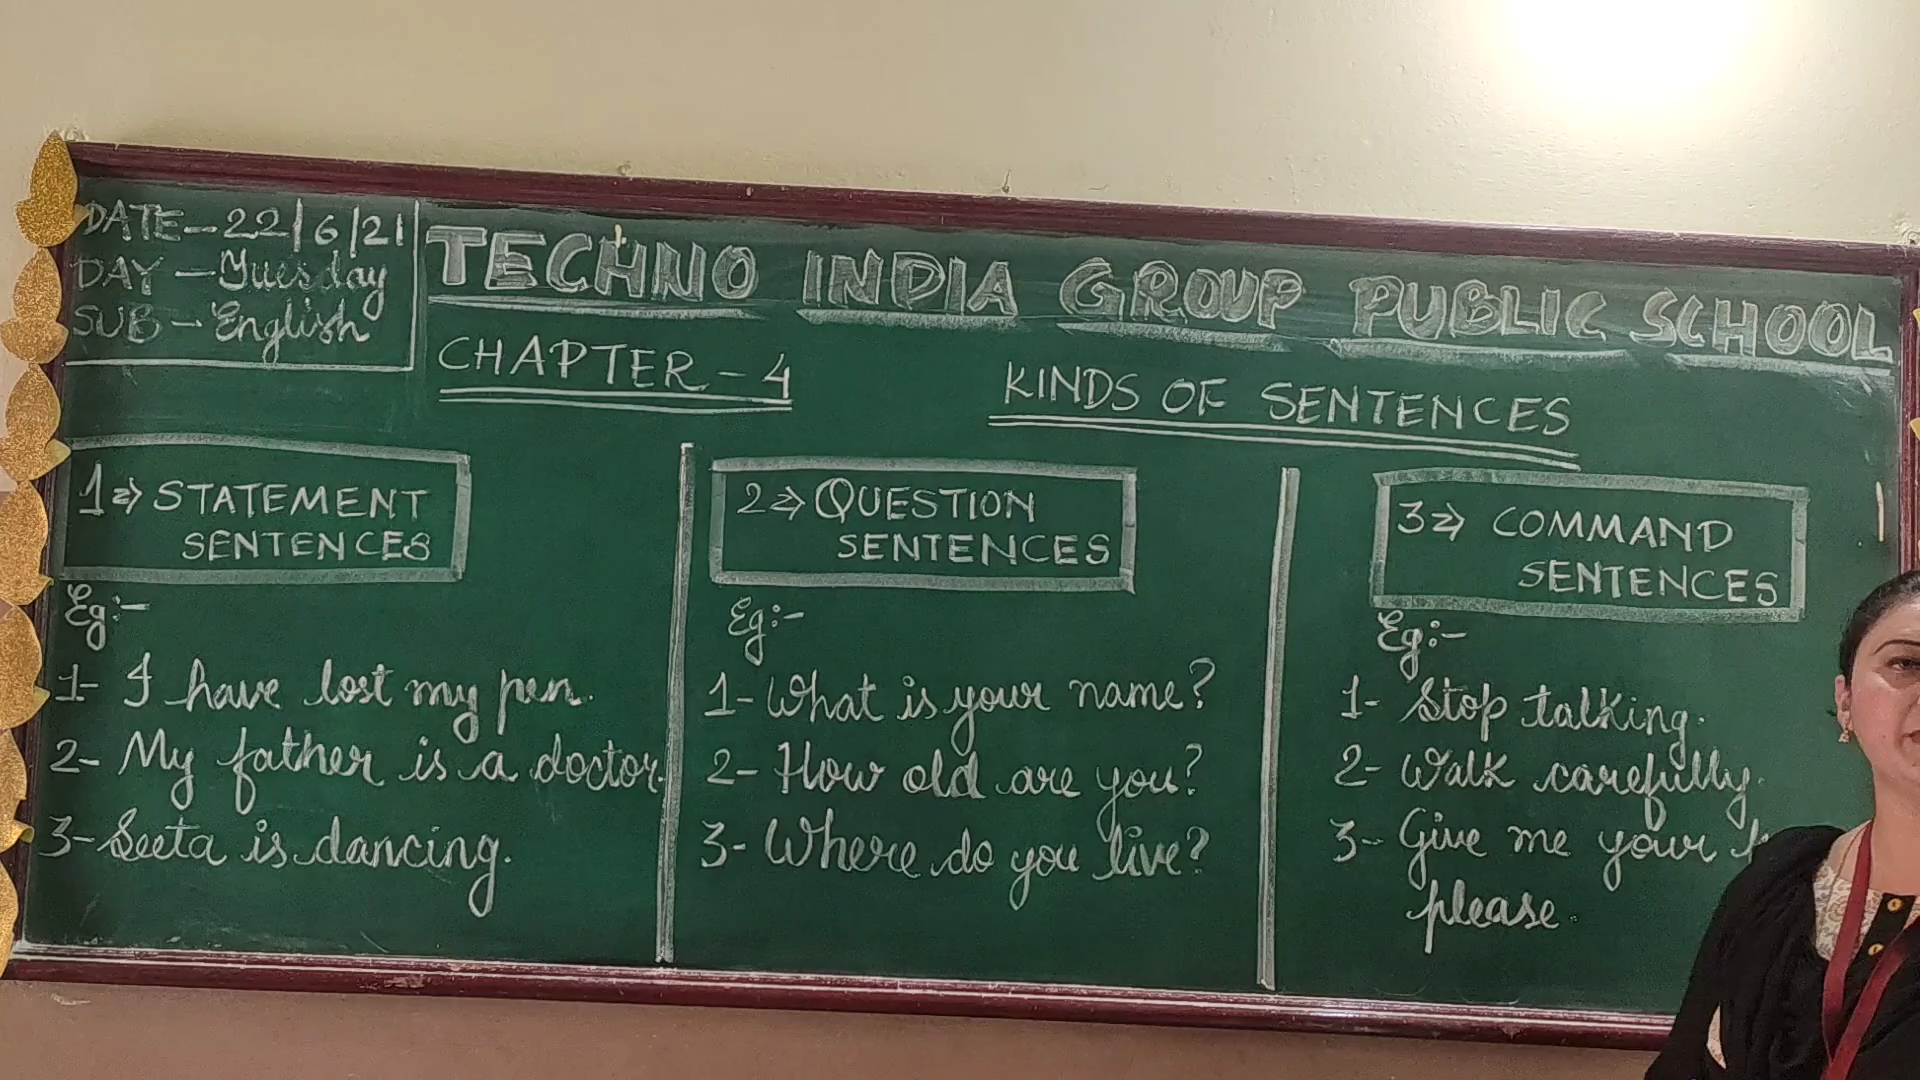 DATE-22/6/21
DAY-Tuesday
SUB-English
TECHNO INDIA GROUP PUBLIC SCHOOL
CHAPTER-4
KINDS OF SENTENCES
1⇒ STATEMENT
SENTENCES
Eg:-
1- I have lost my pen.
2- My father is a doctor.
3- Seeta is dancing.
2⇒ QUESTION
SENTENCES
Eg:-
1- What is your name?
2- How old are you?
3- Where do you live?
3⇒ COMMAND
SENTENCES
Eg:-
1- Stop talking.
2- Walk carefully.
3- Give me your
please.